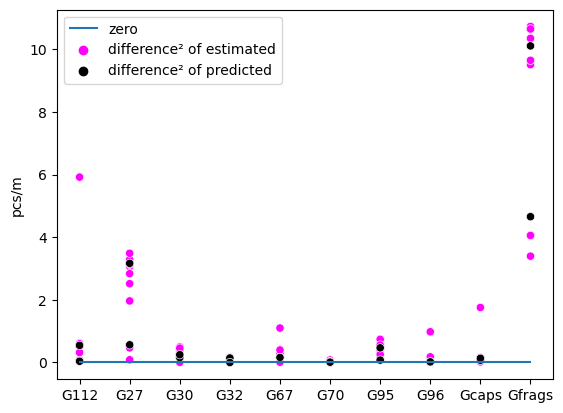 zero
difference² of estimated
difference² of predicted
pcs/m
10
8
6
4
2
0
G112 G27 G30 G32 G67 G70 G95 G96 Gcaps Gfrags